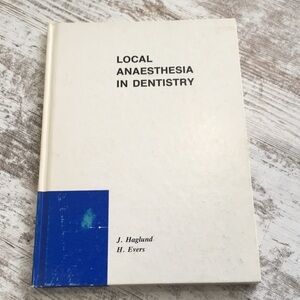 LOCAL
ANAESTHESIA
IN DENTISTRY
J. Haglund
H. Evers